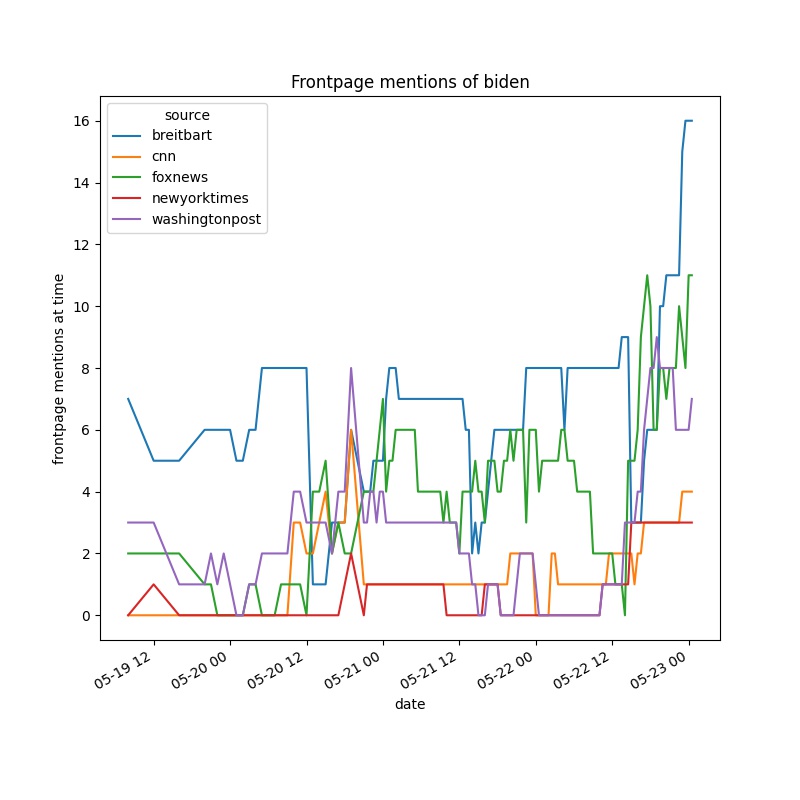 Frontpage mentions of biden
source
breitbart
cnn
foxnews
newyorktimes
washingtonpost
frontpage mentions at time
16
14
12
10
8
6
4
2
0
05-19 12
05-20 00
05-20 12
05-21 00
05-21 12
05-22 00
05-22 12
05-23 00
date